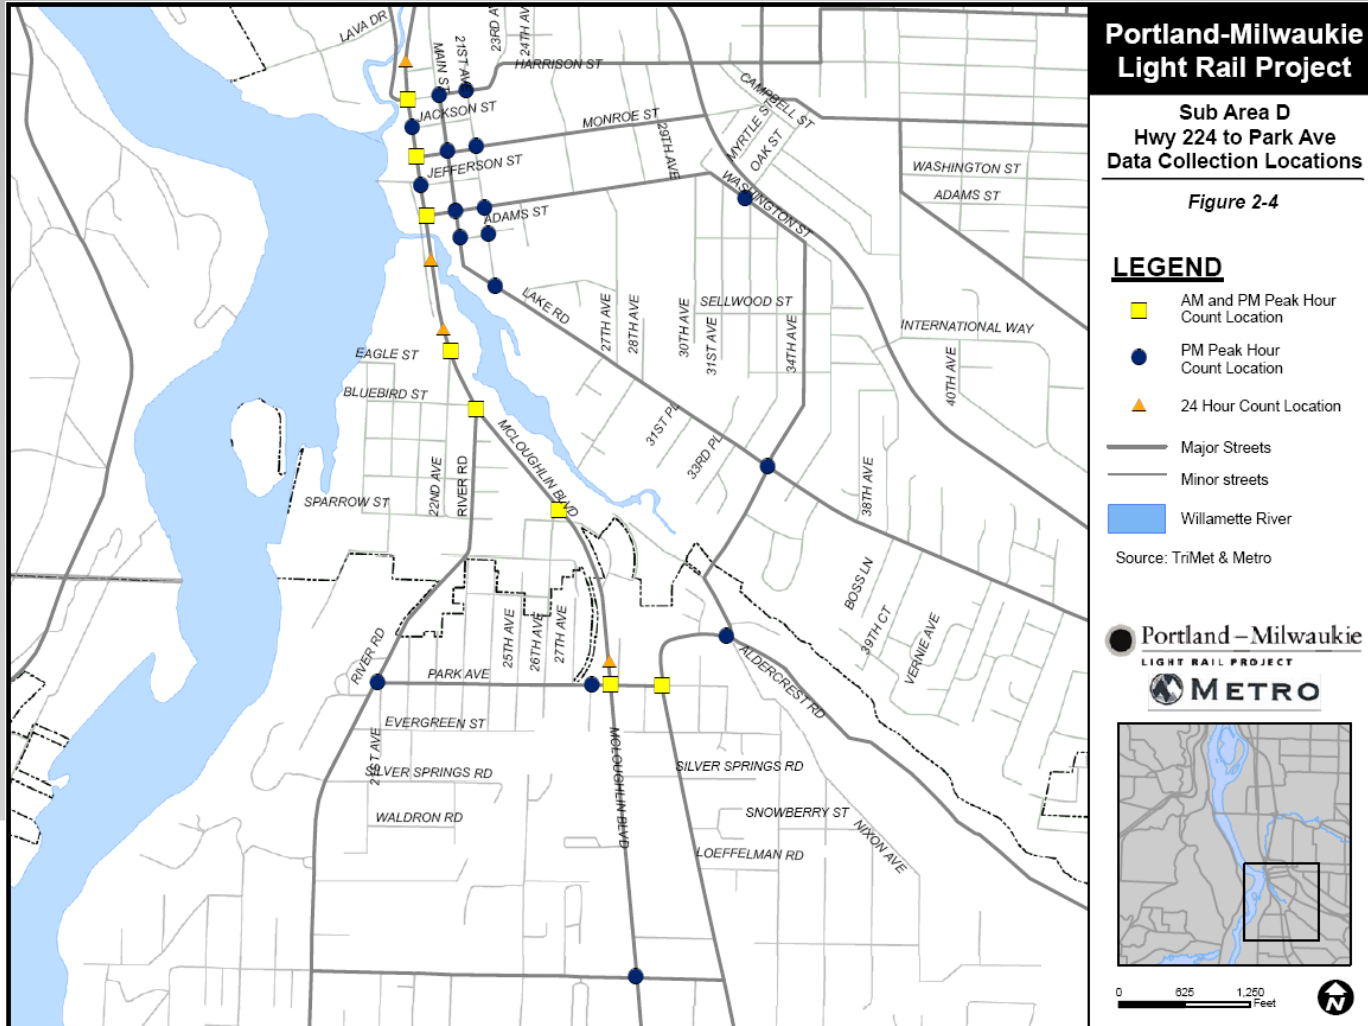 Portland-Milwaukie
Light Rail Project
Sub Area D
Hwy 224 to Park Ave
Data Collection Locations
Figure 2-4
LEGEND
AM and PM Peak Hour
Count Location
PM Peak Hour
Count Location
24 Hour Count Location
Major Streets
Minor streets
Willamette River
Source: TriMet & Metro
Portland–Milwaukie
LIGHT RAIL PROJECT
METRO
0 625 1,250
Feet
N
LAVA DR
MAIN ST
21ST AVE
23RD A
24TH AV
HARRISON ST
JACKSON ST
MONROE ST
JEFFERSON ST
29TH AVE
CAMPBELL ST
MYRTLE ST
OAK ST
WASHINGTON ST
WASHINGTON ST
ADAMS ST
ADAMS ST
LAKE RD
27TH AVE
28TH AVE
30TH AVE
31ST AVE
SELLWOOD ST
34TH AVE
INTERNATIONAL WAY
40TH AVE
EAGLE ST
BLUEBIRD ST
MCLOUGHLIN BLVD
31ST PL
33RD PL
22ND AVE
RIVER RD
38TH AVE
SPARROW ST
BOSS LN
39TH CT
VERNIE AVE
25TH AVE
26TH AVE
27TH AVE
RIVER RD
PARK AVE
ALDERCREST RD
EVERGREEN ST
21ST AVE
MCLOUGHLIN BLVD
SILVER SPRINGS RD
SILVER SPRINGS RD
WALDRON RD
SNOWBERRY ST
NIXON AVE
LOEFFELMAN RD